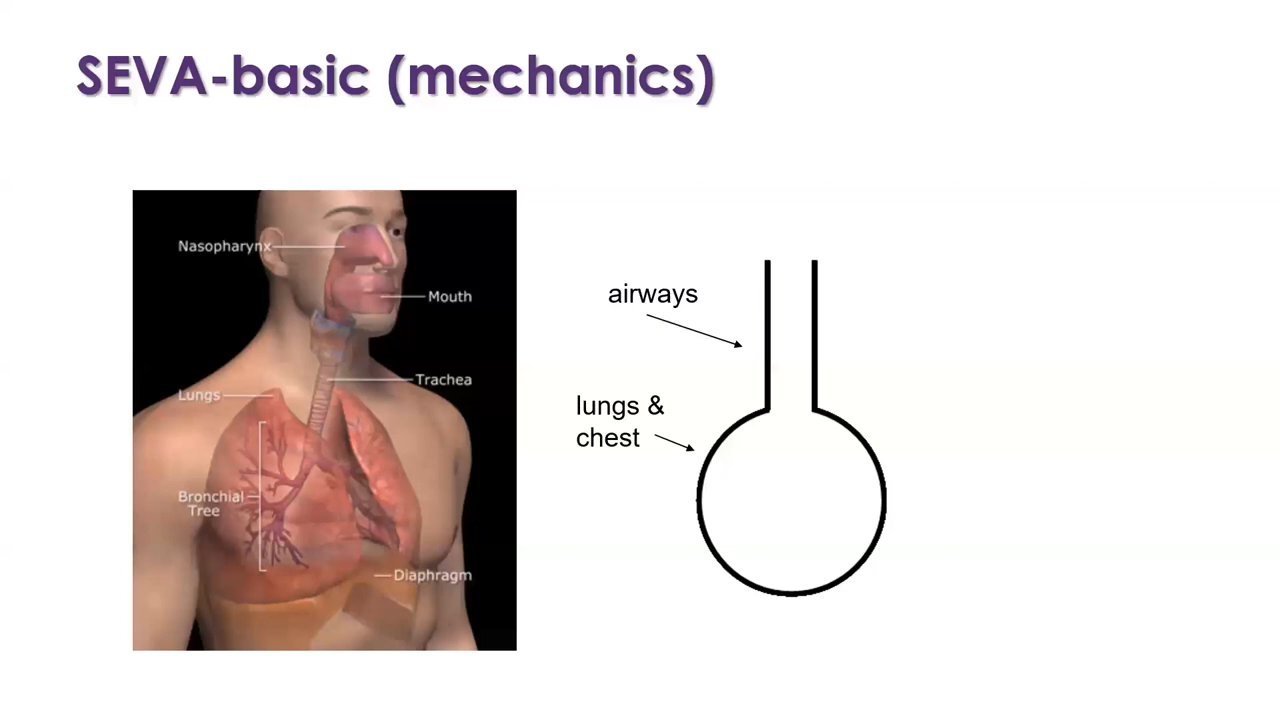 SEVA-basic (mechanics)
Nasopharynx
Mouth
Trachea
Lungs
Bronchial
Tree
Diaphragm
airways
lungs &
chest